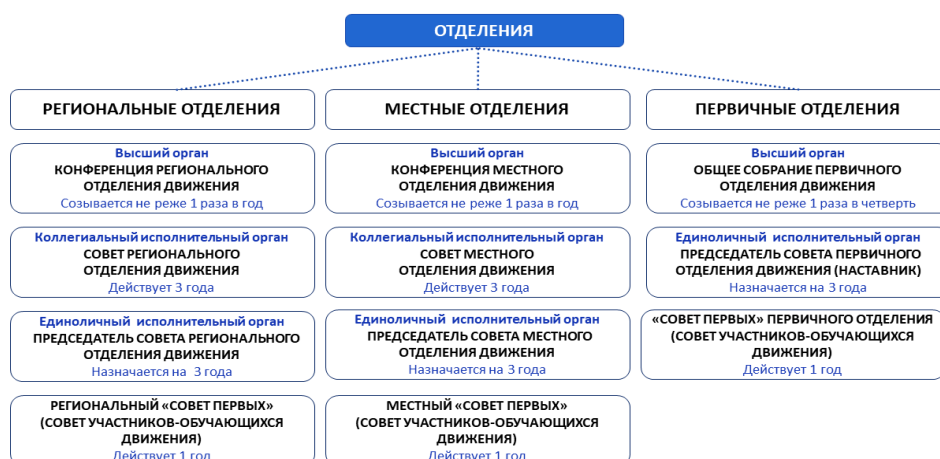 ОТДЕЛЕНИЯ
РЕГИОНАЛЬНЫЕ ОТДЕЛЕНИЯ
Высший орган
КОНФЕРЕНЦИЯ РЕГИОНАЛЬНОГО
ОТДЕЛЕНИЯ ДВИЖЕНИЯ
Созывается не реже 1 раза в год
Коллегиальный исполнительный орган
СОВЕТ РЕГИОНАЛЬНОГО
ОТДЕЛЕНИЯ ДВИЖЕНИЯ
Действует 3 года
Единоличный исполнительный орган
ПРЕДСЕДАТЕЛЬ СОВЕТА РЕГИОНАЛЬНОГО
ОТДЕЛЕНИЯ ДВИЖЕНИЯ
Назначается на 3 года
РЕГИОНАЛЬНЫЙ «СОВЕТ ПЕРВЫХ»
(СОВЕТ УЧАСТНИКОВ-ОБУЧАЮЩИХСЯ
ДВИЖЕНИЯ)
Действует 1 год
МЕСТНЫЕ ОТДЕЛЕНИЯ
Высший орган
КОНФЕРЕНЦИЯ МЕСТНОГО
ОТДЕЛЕНИЯ ДВИЖЕНИЯ
Созывается не реже 1 раза в год
Коллегиальный исполнительный орган
СОВЕТ МЕСТНОГО
ОТДЕЛЕНИЯ ДВИЖЕНИЯ
Действует 3 года
Единоличный исполнительный орган
ПРЕДСЕДАТЕЛЬ СОВЕТА МЕСТНОГО
ОТДЕЛЕНИЯ ДВИЖЕНИЯ
Назначается на 3 года
МЕСТНЫЙ «СОВЕТ ПЕРВЫХ»
(СОВЕТ УЧАСТНИКОВ-ОБУЧАЮЩИХСЯ
ДВИЖЕНИЯ)
Действует 1 год
ПЕРВИЧНЫЕ ОТДЕЛЕНИЯ
Высший орган
ОБЩЕЕ СОБРАНИЕ ПЕРВИЧНОГО
ОТДЕЛЕНИЯ ДВИЖЕНИЯ
Созывается не реже 1 раза в четверть
Единоличный исполнительный орган
ПРЕДСЕДАТЕЛЬ СОВЕТА ПЕРВИЧНОГО
ОТДЕЛЕНИЯ ДВИЖЕНИЯ (НАСТАВНИК)
Назначается на 3 года
«СОВЕТ ПЕРВЫХ» ПЕРВИЧНОГО ОТДЕЛЕНИЯ
(СОВЕТ УЧАСТНИКОВ-ОБУЧАЮЩИХСЯ
ДВИЖЕНИЯ)
Действует 1 год